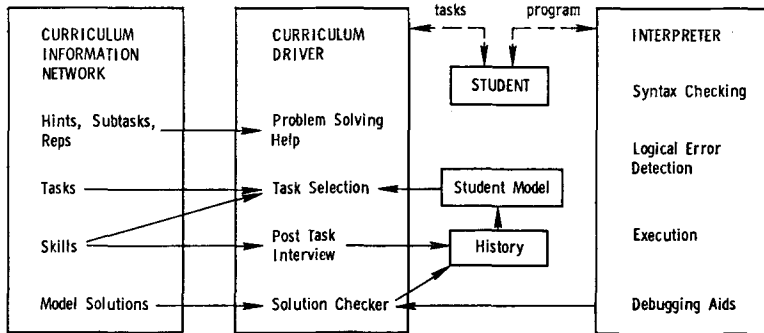 tasks
program
CURRICULUM
INFORMATION
NETWORK
Hints, Subtasks,
Reps
Tasks
Skills
Model Solutions
CURRICULUM
DRIVER
Problem Solving
Help
Task Selection
Post Task
Interview
Solution Checker
STUDENT
Student Model
History
INTERPRETER
Syntax Checking
Logical Error
Detection
Execution
Debugging Aids